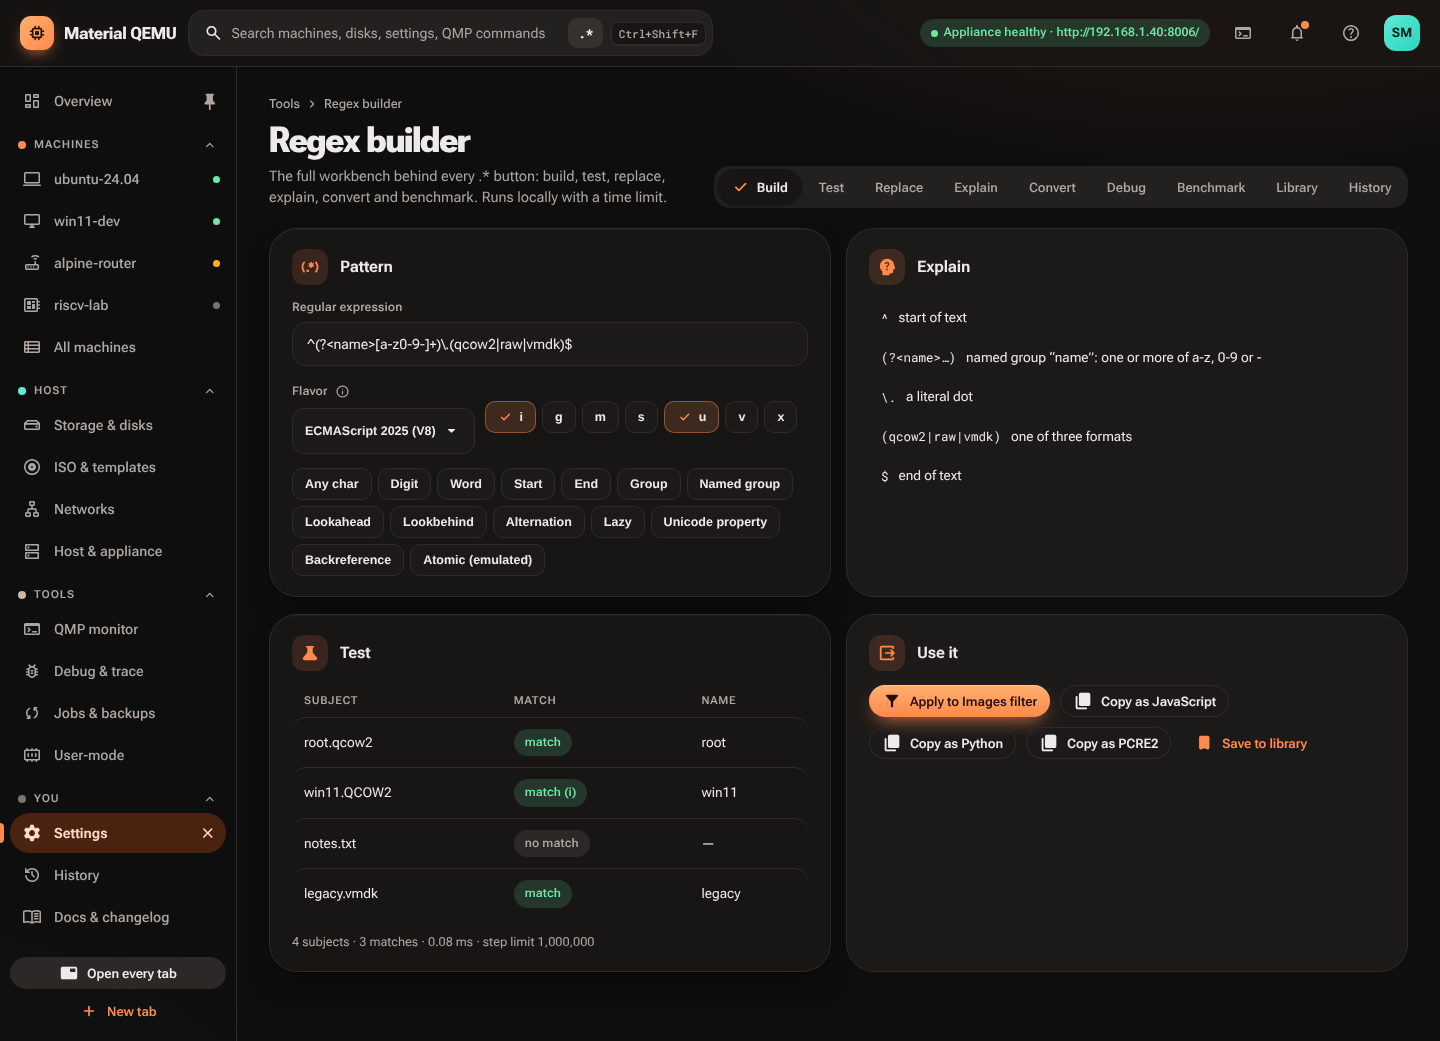 Material QEMU
Search machines, disks, settings, QMP commands
.*
Ctrl+Shift+F
Appliance healthy · http://192.168.1.40:8006/
SM
Overview
MACHINES
ubuntu-24.04
win11-dev
alpine-router
riscv-lab
All machines
HOST
Storage & disks
ISO & templates
Networks
Host & appliance
TOOLS
QMP monitor
Debug & trace
Jobs & backups
User-mode
YOU
Settings
History
Docs & changelog
Open every tab
New tab
Tools > Regex builder
Regex builder
The full workbench behind every .* button: build, test, replace,
explain, convert and benchmark. Runs locally with a time limit.
Build Test Replace Explain Convert Debug Benchmark Library History
(.*) Pattern
Regular expression
^(?<name>[a-z0-9-]+)\.(qcow2|raw|vmdk)$
Flavor
ECMAScript 2025 (V8)
i g m s u v x
Any char Digit Word Start End Group Named group
Lookahead Lookbehind Alternation Lazy Unicode property
Backreference Atomic (emulated)
Explain
^ start of text
(?<name>…) named group “name”: one or more of a-z, 0-9 or -
\. a literal dot
(qcow2|raw|vmdk) one of three formats
$ end of text
Test
SUBJECT MATCH NAME
root.qcow2 match root
win11.QCOW2 match (i) win11
notes.txt no match —
legacy.vmdk match legacy
4 subjects · 3 matches · 0.08 ms · step limit 1,000,000
Use it
Apply to Images filter Copy as JavaScript
Copy as Python Copy as PCRE2 Save to library